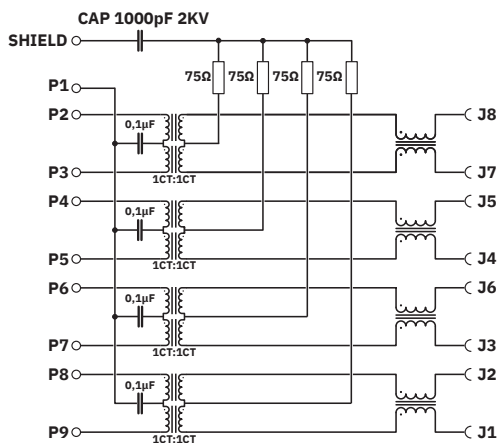 CAP 1000pF 2KV
SHIELD
P1
75Ω 75Ω 75Ω 75Ω
P2
J8
0,1µF
P3
J7
1CT:1CT
P4
J5
0,1µF
P5
J4
1CT:1CT
P6
J6
0,1µF
P7
J3
1CT:1CT
P8
J2
0,1µF
P9
J1
1CT:1CT